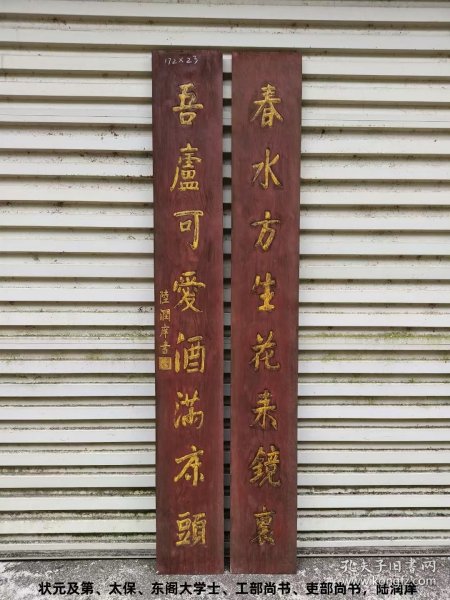 春水方生花来鏡裏
吾廬可愛酒满床頭
陸潤庠書
172×23
孔夫子旧书网
状元及第、太保、东阁大学士、工部尚书、吏部尚书，陆润庠